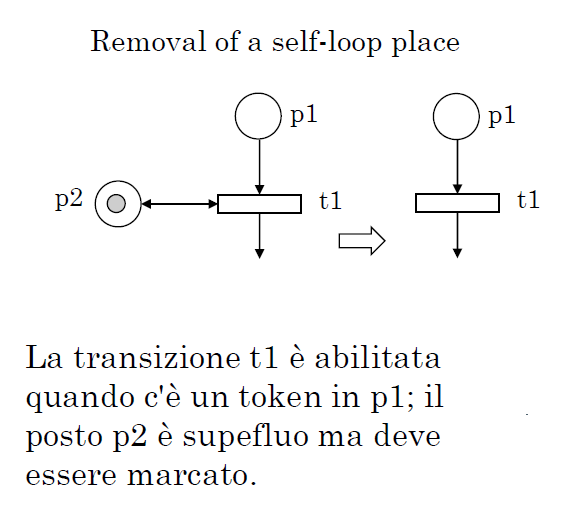 Removal of a self-loop place
p1
p1
p2
t1
t1
La transizione t1 è abilitata
quando c'è un token in p1; il
posto p2 è supefluo ma deve
essere marcato.